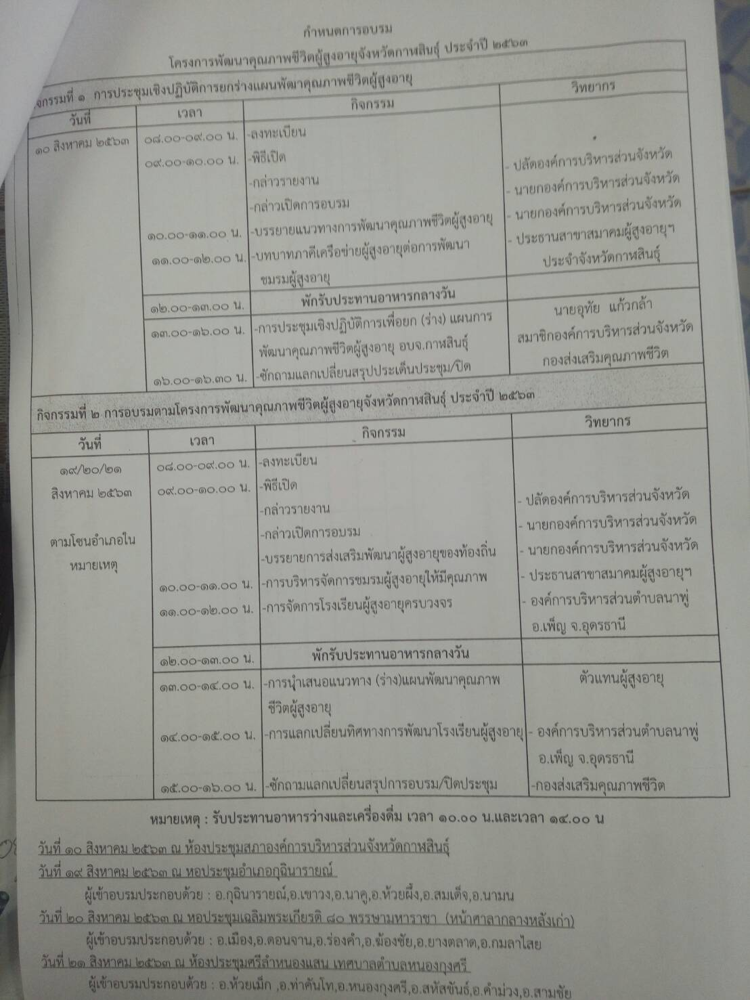 กำหนดการอบรม
โครงการพัฒนาคุณภาพชีวิตผู้สูงอายุจังหวัดกาฬสินธุ์ ประจำปี ๒๕๖๓
กิจกรรมที่ ๑ การประชุมเชิงปฏิบัติการยกร่างแผนพัฒาคุณภาพชีวิตผู้สูงอายุ
วันที่ เวลา กิจกรรม วิทยากร
๑๐ สิงหาคม ๒๕๖๓ ๐๘.๐๐-๐๙.๐๐ น. -ลงทะเบียน
๐๙.๐๐-๑๐.๐๐ น. -พิธีเปิด
-กล่าวรายงาน - ปลัดองค์การบริหารส่วนจังหวัด
-กล่าวเปิดการอบรม - นายกองค์การบริหารส่วนจังหวัด
๑๐.๐๐-๑๑.๐๐ น. -บรรยายแนวทางการพัฒนาคุณภาพชีวิตผู้สูงอายุ - นายกองค์การบริหารส่วนจังหวัด
๑๑.๐๐-๑๒.๐๐ น. -บทบาทภาคีเครือข่ายผู้สูงอายุต่อการพัฒนา - ประธานสาขาสมาคมผู้สูงอายุฯ
ชมรมผู้สูงอายุ ประจำจังหวัดกาฬสินธุ์
๑๒.๐๐-๑๓.๐๐ น. พักรับประทานอาหารกลางวัน
๑๓.๐๐-๑๖.๐๐ น. -การประชุมเชิงปฏิบัติการเพื่อยก (ร่าง) แผนการ นายอุทัย แก้วกล้า
พัฒนาคุณภาพชีวิตผู้สูงอายุ อบจ.กาฬสินธุ์ สมาชิกองค์การบริหารส่วนจังหวัด
๑๖.๐๐-๑๖.๓๐ น. -ซักถามแลกเปลี่ยนสรุปประเด็นประชุม/ปิด กองส่งเสริมคุณภาพชีวิต
กิจกรรมที่ ๒ การอบรมตามโครงการพัฒนาคุณภาพชีวิตผู้สูงอายุจังหวัดกาฬสินธุ์ ประจำปี ๒๕๖๓
วันที่ เวลา กิจกรรม วิทยากร
๑๙/๒๐/๒๑ ๐๘.๐๐-๐๙.๐๐ น. -ลงทะเบียน
สิงหาคม ๒๕๖๓ ๐๙.๐๐-๑๐.๐๐ น. -พิธีเปิด
-กล่าวรายงาน - ปลัดองค์การบริหารส่วนจังหวัด
ตามโซนอำเภอใน -กล่าวเปิดการอบรม - นายกองค์การบริหารส่วนจังหวัด
หมายเหตุ -บรรยายการส่งเสริมพัฒนาผู้สูงอายุของท้องถิ่น - นายกองค์การบริหารส่วนจังหวัด
๑๐.๐๐-๑๑.๐๐ น. -การบริหารจัดการชมรมผู้สูงอายุให้มีคุณภาพ - ประธานสาขาสมาคมผู้สูงอายุฯ
๑๑.๐๐-๑๒.๐๐ น. -การจัดการโรงเรียนผู้สูงอายุครบวงจร - องค์การบริหารส่วนตำบลนาพู่
อ.เพ็ญ จ.อุดรธานี
๑๒.๐๐-๑๓.๐๐ น. พักรับประทานอาหารกลางวัน
๑๓.๐๐-๑๔.๐๐ น. -การนำเสนอแนวทาง (ร่าง)แผนพัฒนาคุณภาพ ตัวแทนผู้สูงอายุ
ชีวิตผู้สูงอายุ
๑๔.๐๐-๑๕.๐๐ น. -การแลกเปลี่ยนทิศทางการพัฒนาโรงเรียนผู้สูงอายุ - องค์การบริหารส่วนตำบลนาพู่
อ.เพ็ญ จ.อุดรธานี
๑๕.๐๐-๑๖.๐๐ น. -ซักถามแลกเปลี่ยนสรุปการอบรม/ปิดประชุม -กองส่งเสริมคุณภาพชีวิต
หมายเหตุ : รับประทานอาหารว่างและเครื่องดื่ม เวลา ๑๐.๐๐ น.และเวลา ๑๔.๐๐ น
วันที่ ๑๐ สิงหาคม ๒๕๖๓ ณ ห้องประชุมสภาองค์การบริหารส่วนจังหวัดกาฬสินธุ์
วันที่ ๑๙ สิงหาคม ๒๕๖๓ ณ หอประชุมอำเภอกุฉินารายณ์
ผู้เข้าอบรมประกอบด้วย : อ.กุฉินารายณ์,อ.เขาวง,อ.นาคู,อ.ห้วยผึ้ง,อ.สมเด็จ,อ.นามน
วันที่ ๒๐ สิงหาคม ๒๕๖๓ ณ หอประชุมเฉลิมพระเกียรติ ๘๐ พรรษามหาราชา (หน้าศาลากลางหลังเก่า)
ผู้เข้าอบรมประกอบด้วย : อ.เมือง,อ.ดอนจาน,อ.ร่องคำ,อ.ฆ้องชัย,อ.ยางตลาด,อ.กมลาไสย
วันที่ ๒๑ สิงหาคม ๒๕๖๓ ณ ห้องประชุมศรีลำหนองแสน เทศบาลตำบลหนองกุงศรี
ผู้เข้าอบรมประกอบด้วย : อ.ห้วยเม็ก ,อ.ท่าคันโท,อ.หนองกุงศรี,อ.สหัสขันธ์,อ.คำม่วง,อ.สามชัย